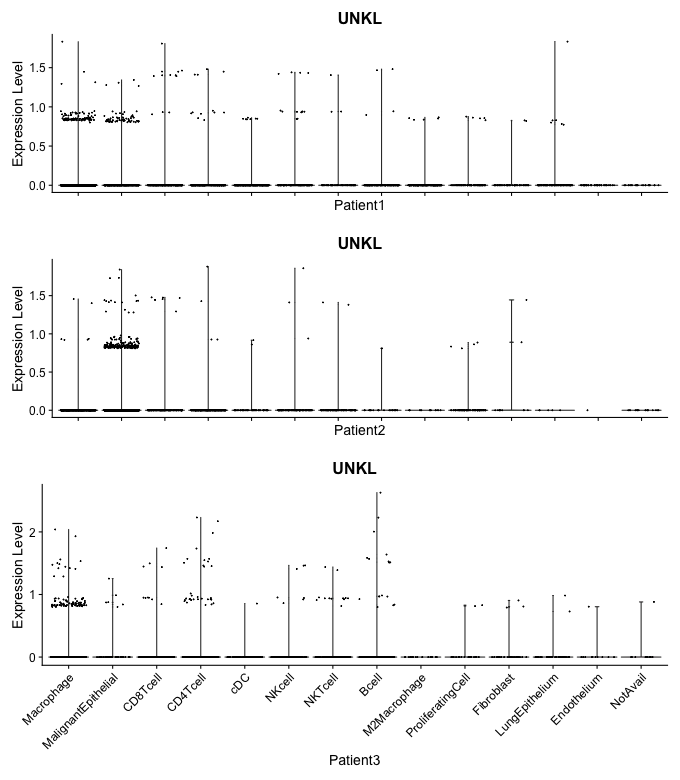 UNKL
Expression Level
1.5
1.0
0.5
0.0
Patient1
UNKL
Expression Level
1.5
1.0
0.5
0.0
Patient2
UNKL
Expression Level
2
1
0
Macrophage
MalignantEpithelial
CD8Tcell
CD4Tcell
cDC
NKcell
NKTcell
Bcell
M2Macrophage
ProliferatingCell
Fibroblast
LungEpithelium
Endothelium
NotAvail
Patient3